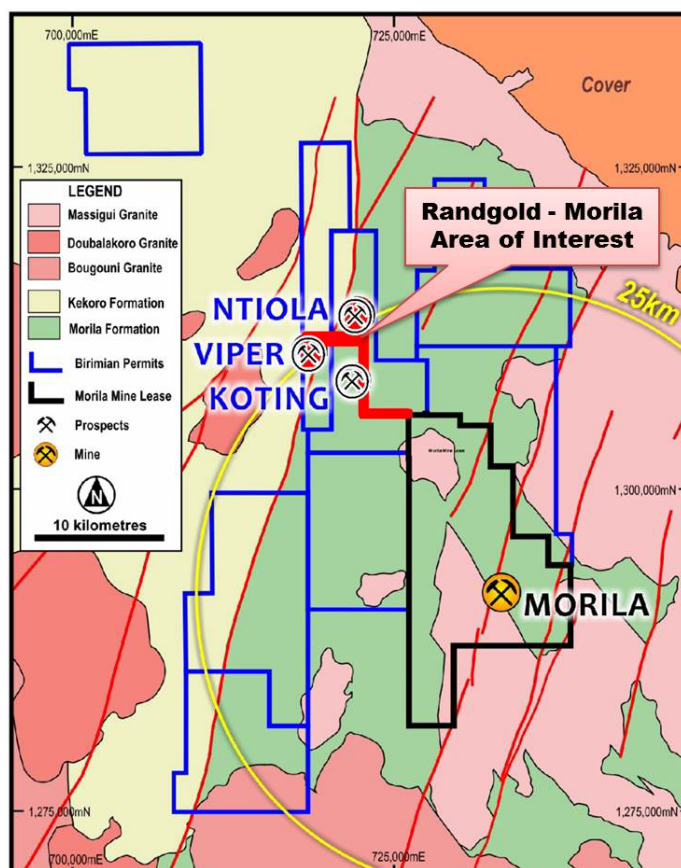 700,000mE
725,000mE
Cover
1,325,000mN
1,325,000mN
LEGEND
Massigui Granite
Doubalakoro Granite
Bougouni Granite
Kekoro Formation
Morila Formation
Birimian Permits
Morila Mine Lease
Prospects
Mine
N
10 kilometres
Randgold - Morila
Area of Interest
25km
NTIOLA
VIPER
KOTING
1,300,000mN
MORILA
1,275,000mN
1,275,000mN
700,000mE
725,000mE